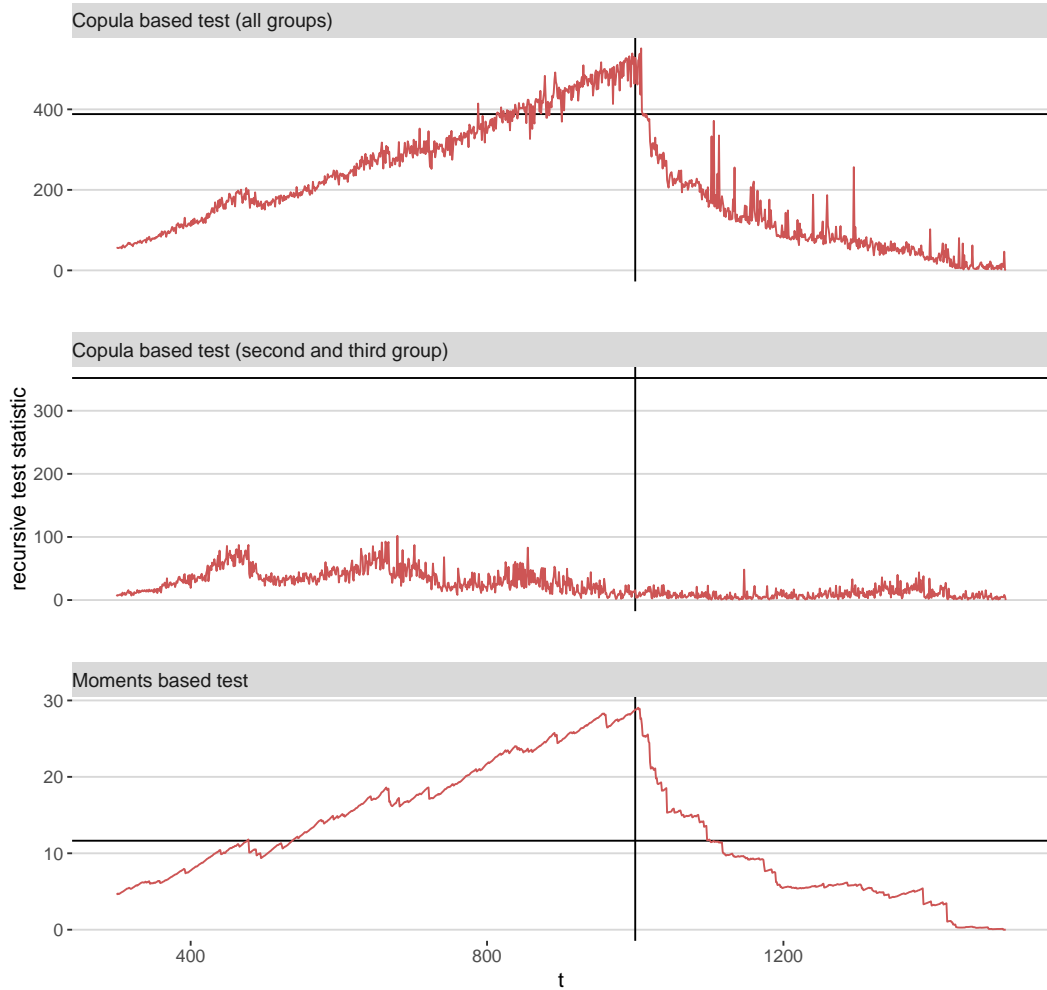 Copula based test (all groups)
400
200
0
Copula based test (second and third group)
300
200
100
0
recursive test statistic
Moments based test
30
20
10
0
400 800 1200
t